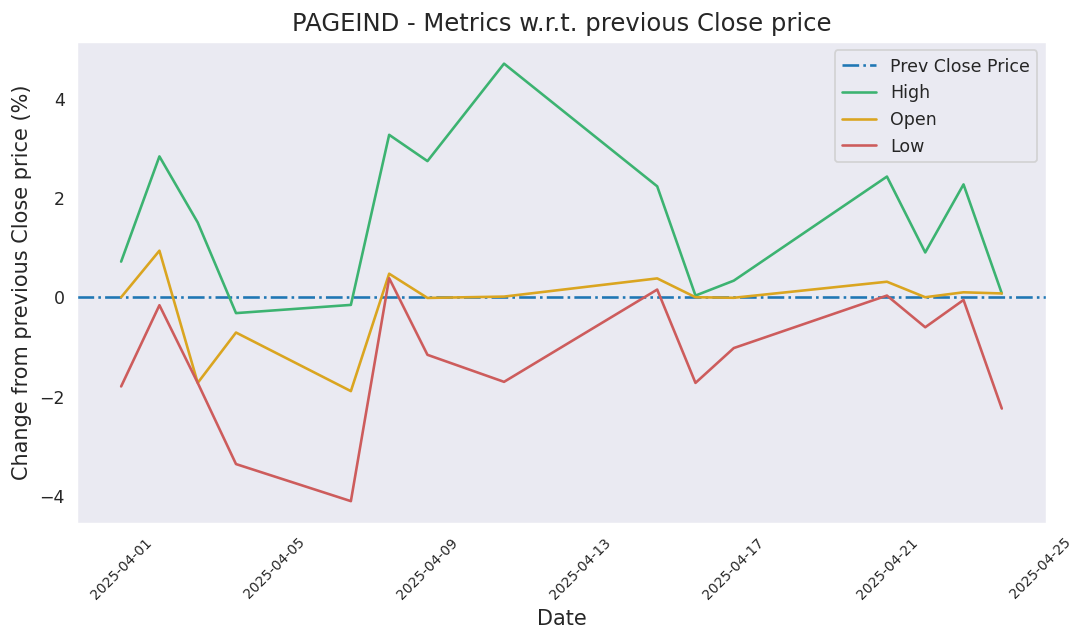 PAGEIND - Metrics w.r.t. previous Close price
Prev Close Price
High
Open
Low
Change from previous Close price (%)
4
2
0
−2
−4
2025-04-01
2025-04-05
2025-04-09
2025-04-13
2025-04-17
2025-04-21
2025-04-25
Date